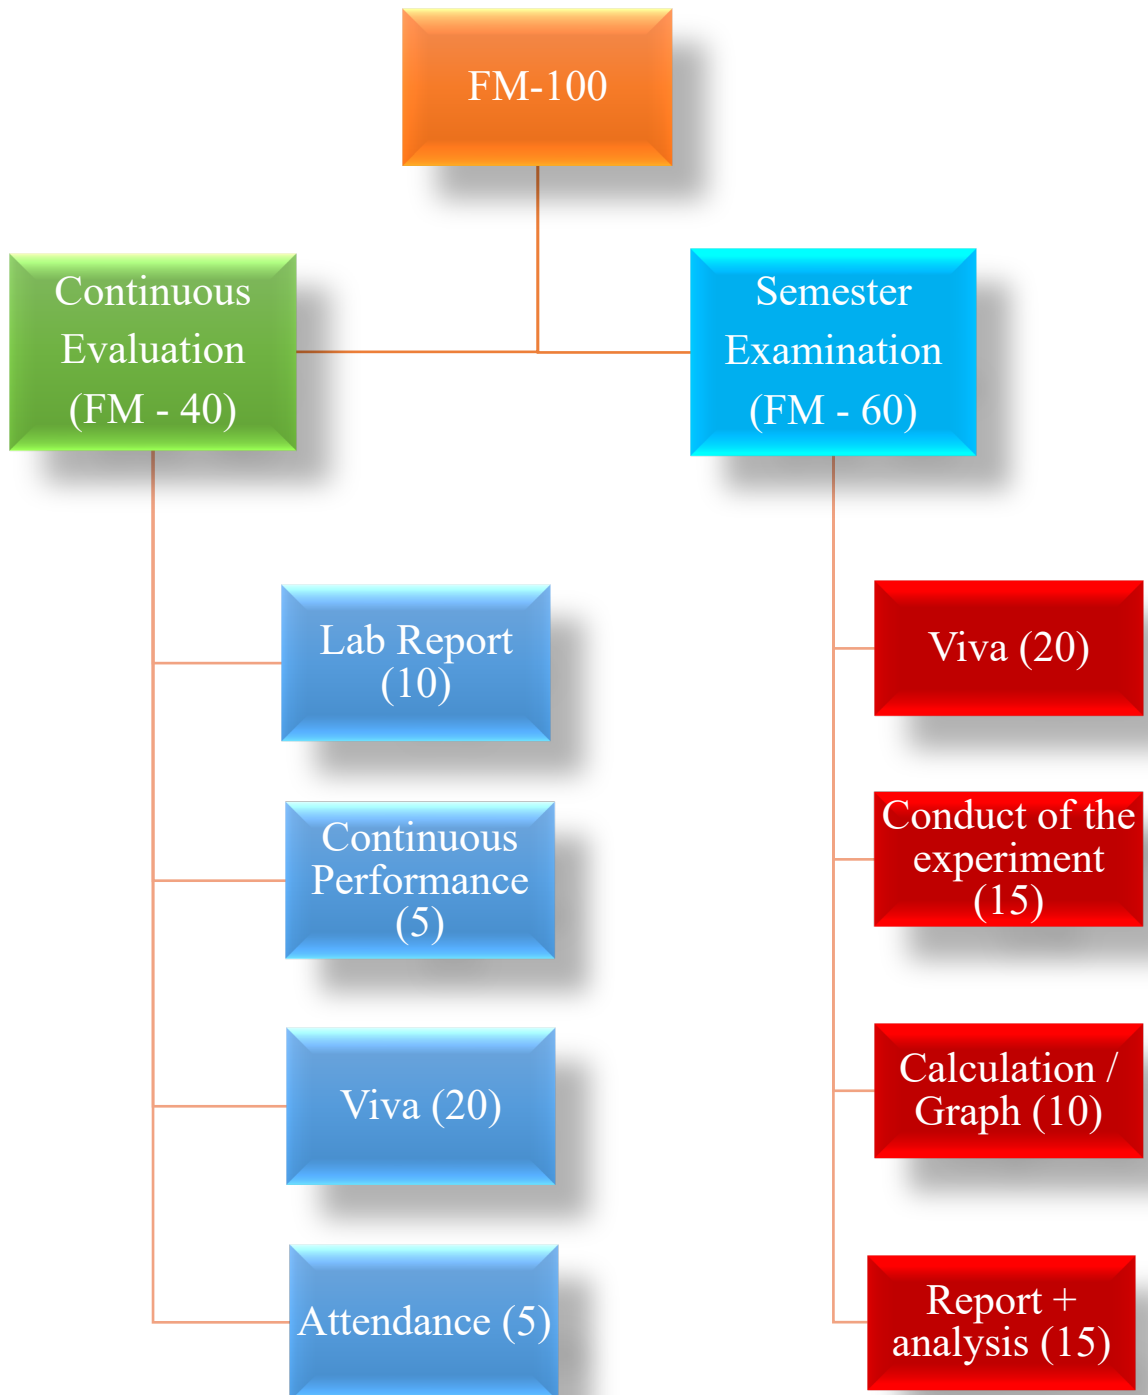 FM-100
Continuous
Evaluation
(FM - 40)
Semester
Examination
(FM - 60)
Lab Report
(10)
Continuous
Performance
(5)
Viva (20)
Attendance (5)
Viva (20)
Conduct of the
experiment
(15)
Calculation /
Graph (10)
Report +
analysis (15)